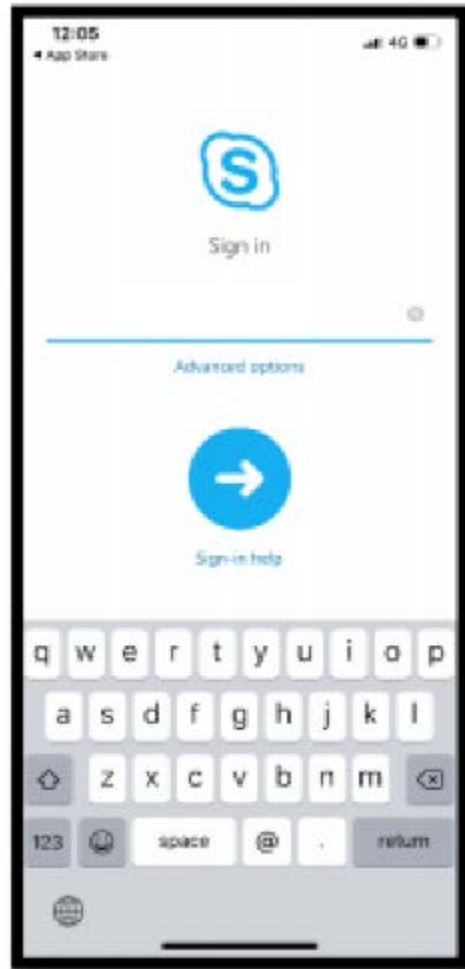 12:05
4G
◀ App Store
S
Sign in
Advanced options
Sign-in help
q w e r t y u i o p
a s d f g h j k l
z x c v b n m
123 space @ . return